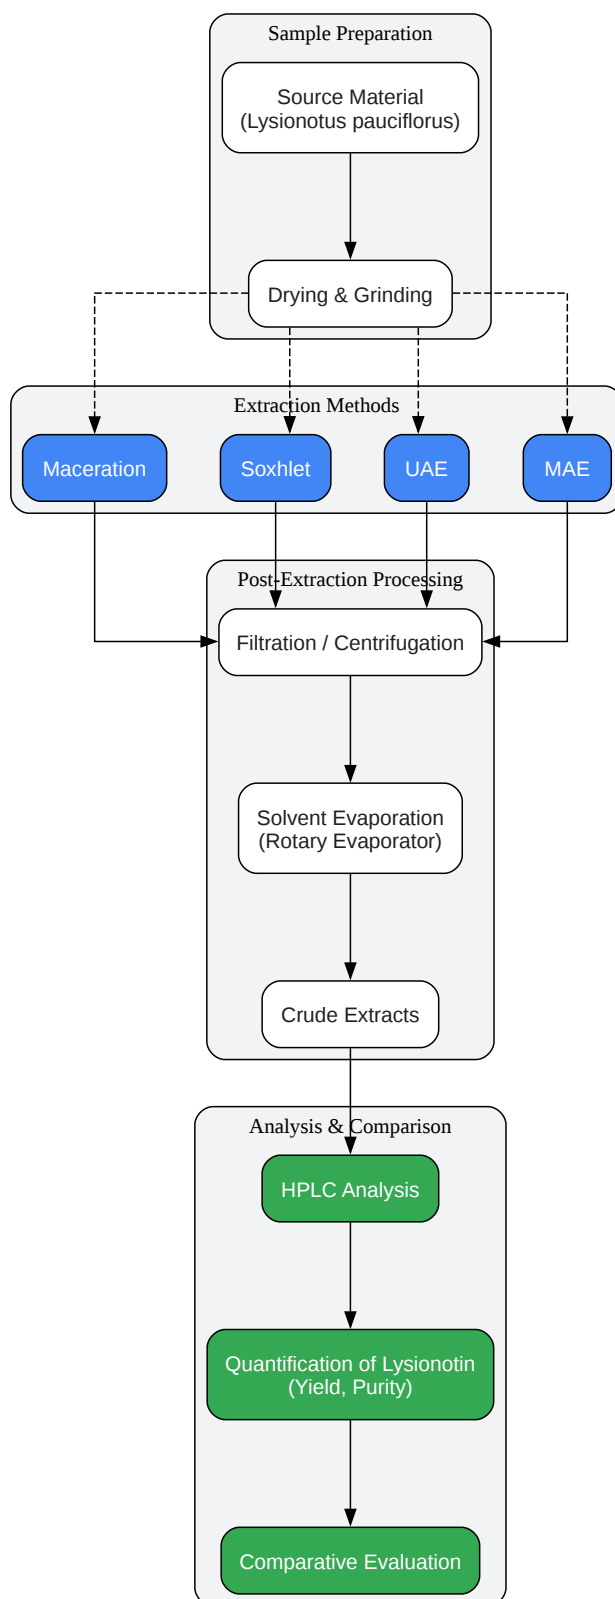 Sample Preparation
Source Material
(Lysionotus pauciflorus)
Drying & Grinding
Extraction Methods
Maceration
Soxhlet
UAE
MAE
Post-Extraction Processing
Filtration / Centrifugation
Solvent Evaporation
(Rotary Evaporator)
Crude Extracts
Analysis & Comparison
HPLC Analysis
Quantification of Lysionotin
(Yield, Purity)
Comparative Evaluation